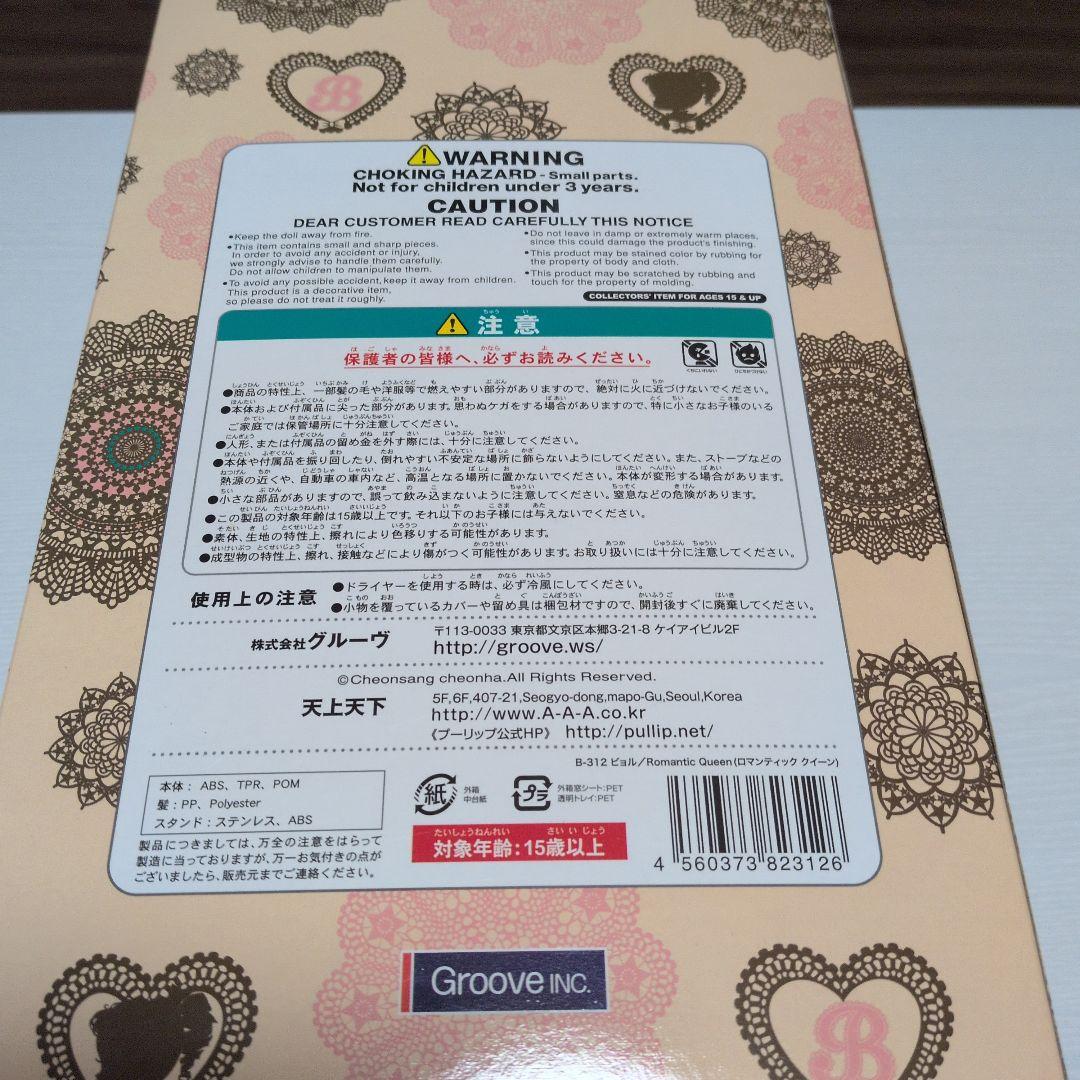 B
WARNING
CHOKING HAZARD - Small parts.
Not for children under 3 years.
CAUTION
DEAR CUSTOMER READ CAREFULLY THIS NOTICE
•Keep the doll away from fire.
•This item contains small and sharp pieces.
In order to avoid any accident or injury,
we strongly advise to handle them carefully.
Do not allow children to manipulate them.
•To avoid any possible accident, keep it away from children.
This product is a decorative item,
so please do not treat it roughly.
•Do not leave in damp or extremely warm places,
since this could damage the product's finishing.
•This product may be stained color by rubbing for
the property of body and cloth.
•This product may be scratched by rubbing and
touch for the property of molding.
COLLECTORS' ITEM FOR AGES 15 & UP
注意
保護者の皆様へ、必ずお読みください。
●商品の特性上、一部髪の毛や洋服等で燃えやすい部分がありますので、絶対に火に近づけないでください。
●本体および付属品に尖った部分があります。思わぬケガをする場合がありますので、特に小さなお子様のいる
ご家庭では保管場所に十分注意してください。
●人形、または付属品の留め金を外す際には、十分に注意してください。
●本体や付属品を振り回したり、倒れやすい不安定な場所に飾らないようにしてください。また、ストーブなどの
熱源の近くや、自動車の車内など、高温となる場所に置かないでください。本体が変形する場合があります。
●小さな部品がありますので、誤って飲み込まないように注意してください。窒息などの危険があります。
●この製品の対象年齢は15歳以上です。それ以下のお子様には与えないでください。
●素体、生地の特性上、擦れにより色移りする可能性があります。
●成型物の特性上、擦れ、接触などにより傷がつく可能性があります。お取り扱いには十分に注意してください。
使用上の注意
●ドライヤーを使用する時は、必ず冷風にしてください。
●小物を覆っているカバーや留め具は梱包材ですので、開封後すぐに廃棄してください。
株式会社グルーヴ
〒113-0033 東京都文京区本郷3-21-8 ケイアイビル2F
http://groove.ws/
©Cheonsang cheonha.All Rights Reserved.
天上天下
5F,6F,407-21,Seogyo-dong,mapo-Gu,Seoul,Korea
http://www.A-A-A.co.kr
《プーリップ公式HP》 http://pullip.net/
B-312 ビョル／Romantic Queen(ロマンティック クイーン)
本体： ABS、TPR、POM
髪：PP、Polyester
スタンド：ステンレス、ABS
製品につきましては、万全の注意をはらって
製造に当っておりますが、万一お気付きの点が
ございましたら、販売元までご連絡ください。
紙
外箱
中台紙
プラ
外箱窓シート:PET
透明トレイ:PET
対象年齢：15歳以上
4 560373 823126
Groove INC.
B